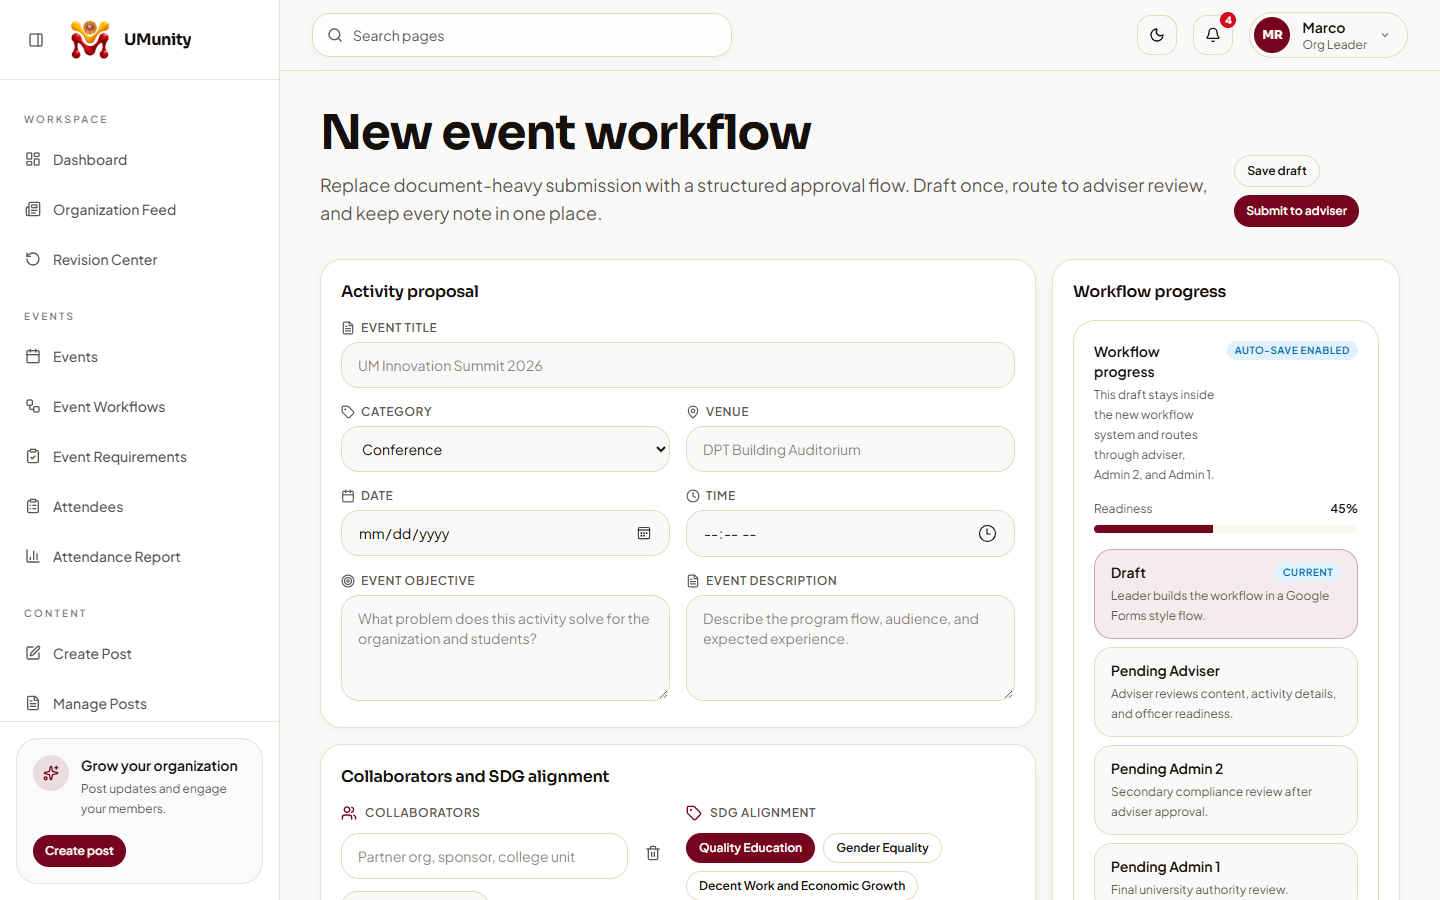 UMunity
Search pages
4
MR
Marco
Org Leader
WORKSPACE
Dashboard
Organization Feed
Revision Center
EVENTS
Events
Event Workflows
Event Requirements
Attendees
Attendance Report
CONTENT
Create Post
Manage Posts
Grow your organization
Post updates and engage
your members.
Create post
New event workflow
Replace document-heavy submission with a structured approval flow. Draft once, route to adviser review,
and keep every note in one place.
Save draft
Submit to adviser
Activity proposal
EVENT TITLE
UM Innovation Summit 2026
CATEGORY
Conference
VENUE
DPT Building Auditorium
DATE
mm/dd/yyyy
TIME
--:-- --
EVENT OBJECTIVE
What problem does this activity solve for the
organization and students?
EVENT DESCRIPTION
Describe the program flow, audience, and
expected experience.
Collaborators and SDG alignment
COLLABORATORS
Partner org, sponsor, college unit
SDG ALIGNMENT
Quality Education
Gender Equality
Decent Work and Economic Growth
Workflow progress
Workflow
progress
AUTO-SAVE ENABLED
This draft stays inside
the new workflow
system and routes
through adviser,
Admin 2, and Admin 1.
Readiness
45%
Draft
CURRENT
Leader builds the workflow in a Google
Forms style flow.
Pending Adviser
Adviser reviews content, activity details,
and officer readiness.
Pending Admin 2
Secondary compliance review after
adviser approval.
Pending Admin 1
Final university authority review.